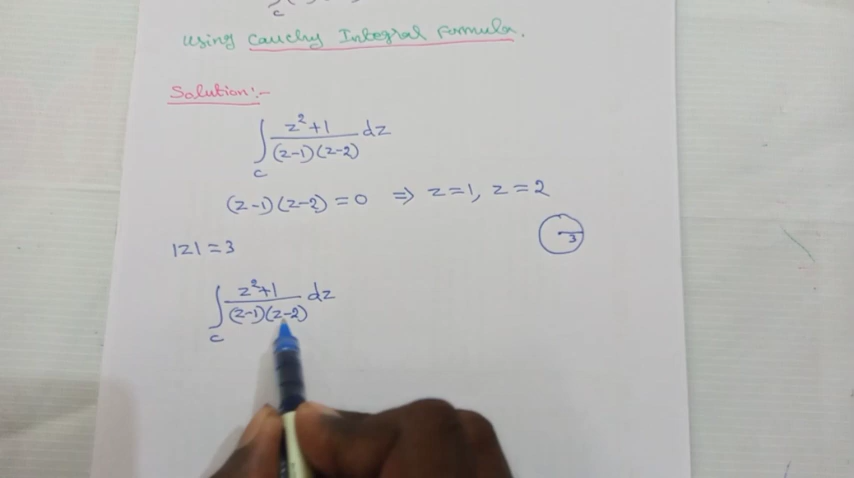 c
using Cauchy Integral Formula.
Solution:-
∫_C (z²+1)/((z-1)(z-2)) dz
(z-1)(z-2) = 0 ⇒ z=1, z=2
|z| = 3
3
∫_C (z²+1)/((z-1)(z-2)) dz